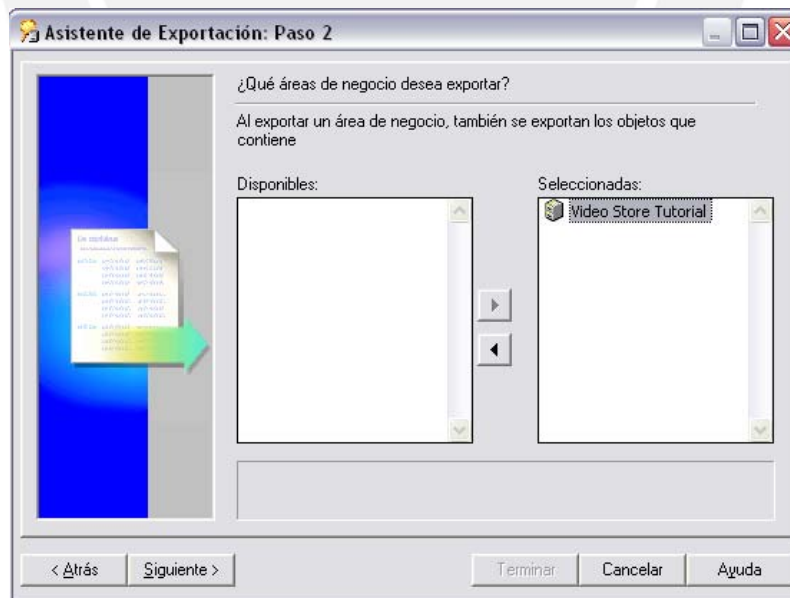 Asistente de Exportación: Paso 2
¿Qué áreas de negocio desea exportar?
Al exportar un área de negocio, también se exportan los objetos que
contiene
Disponibles:
Seleccionadas:
Video Store Tutorial
< Atrás
Siguiente >
Terminar
Cancelar
Ayuda